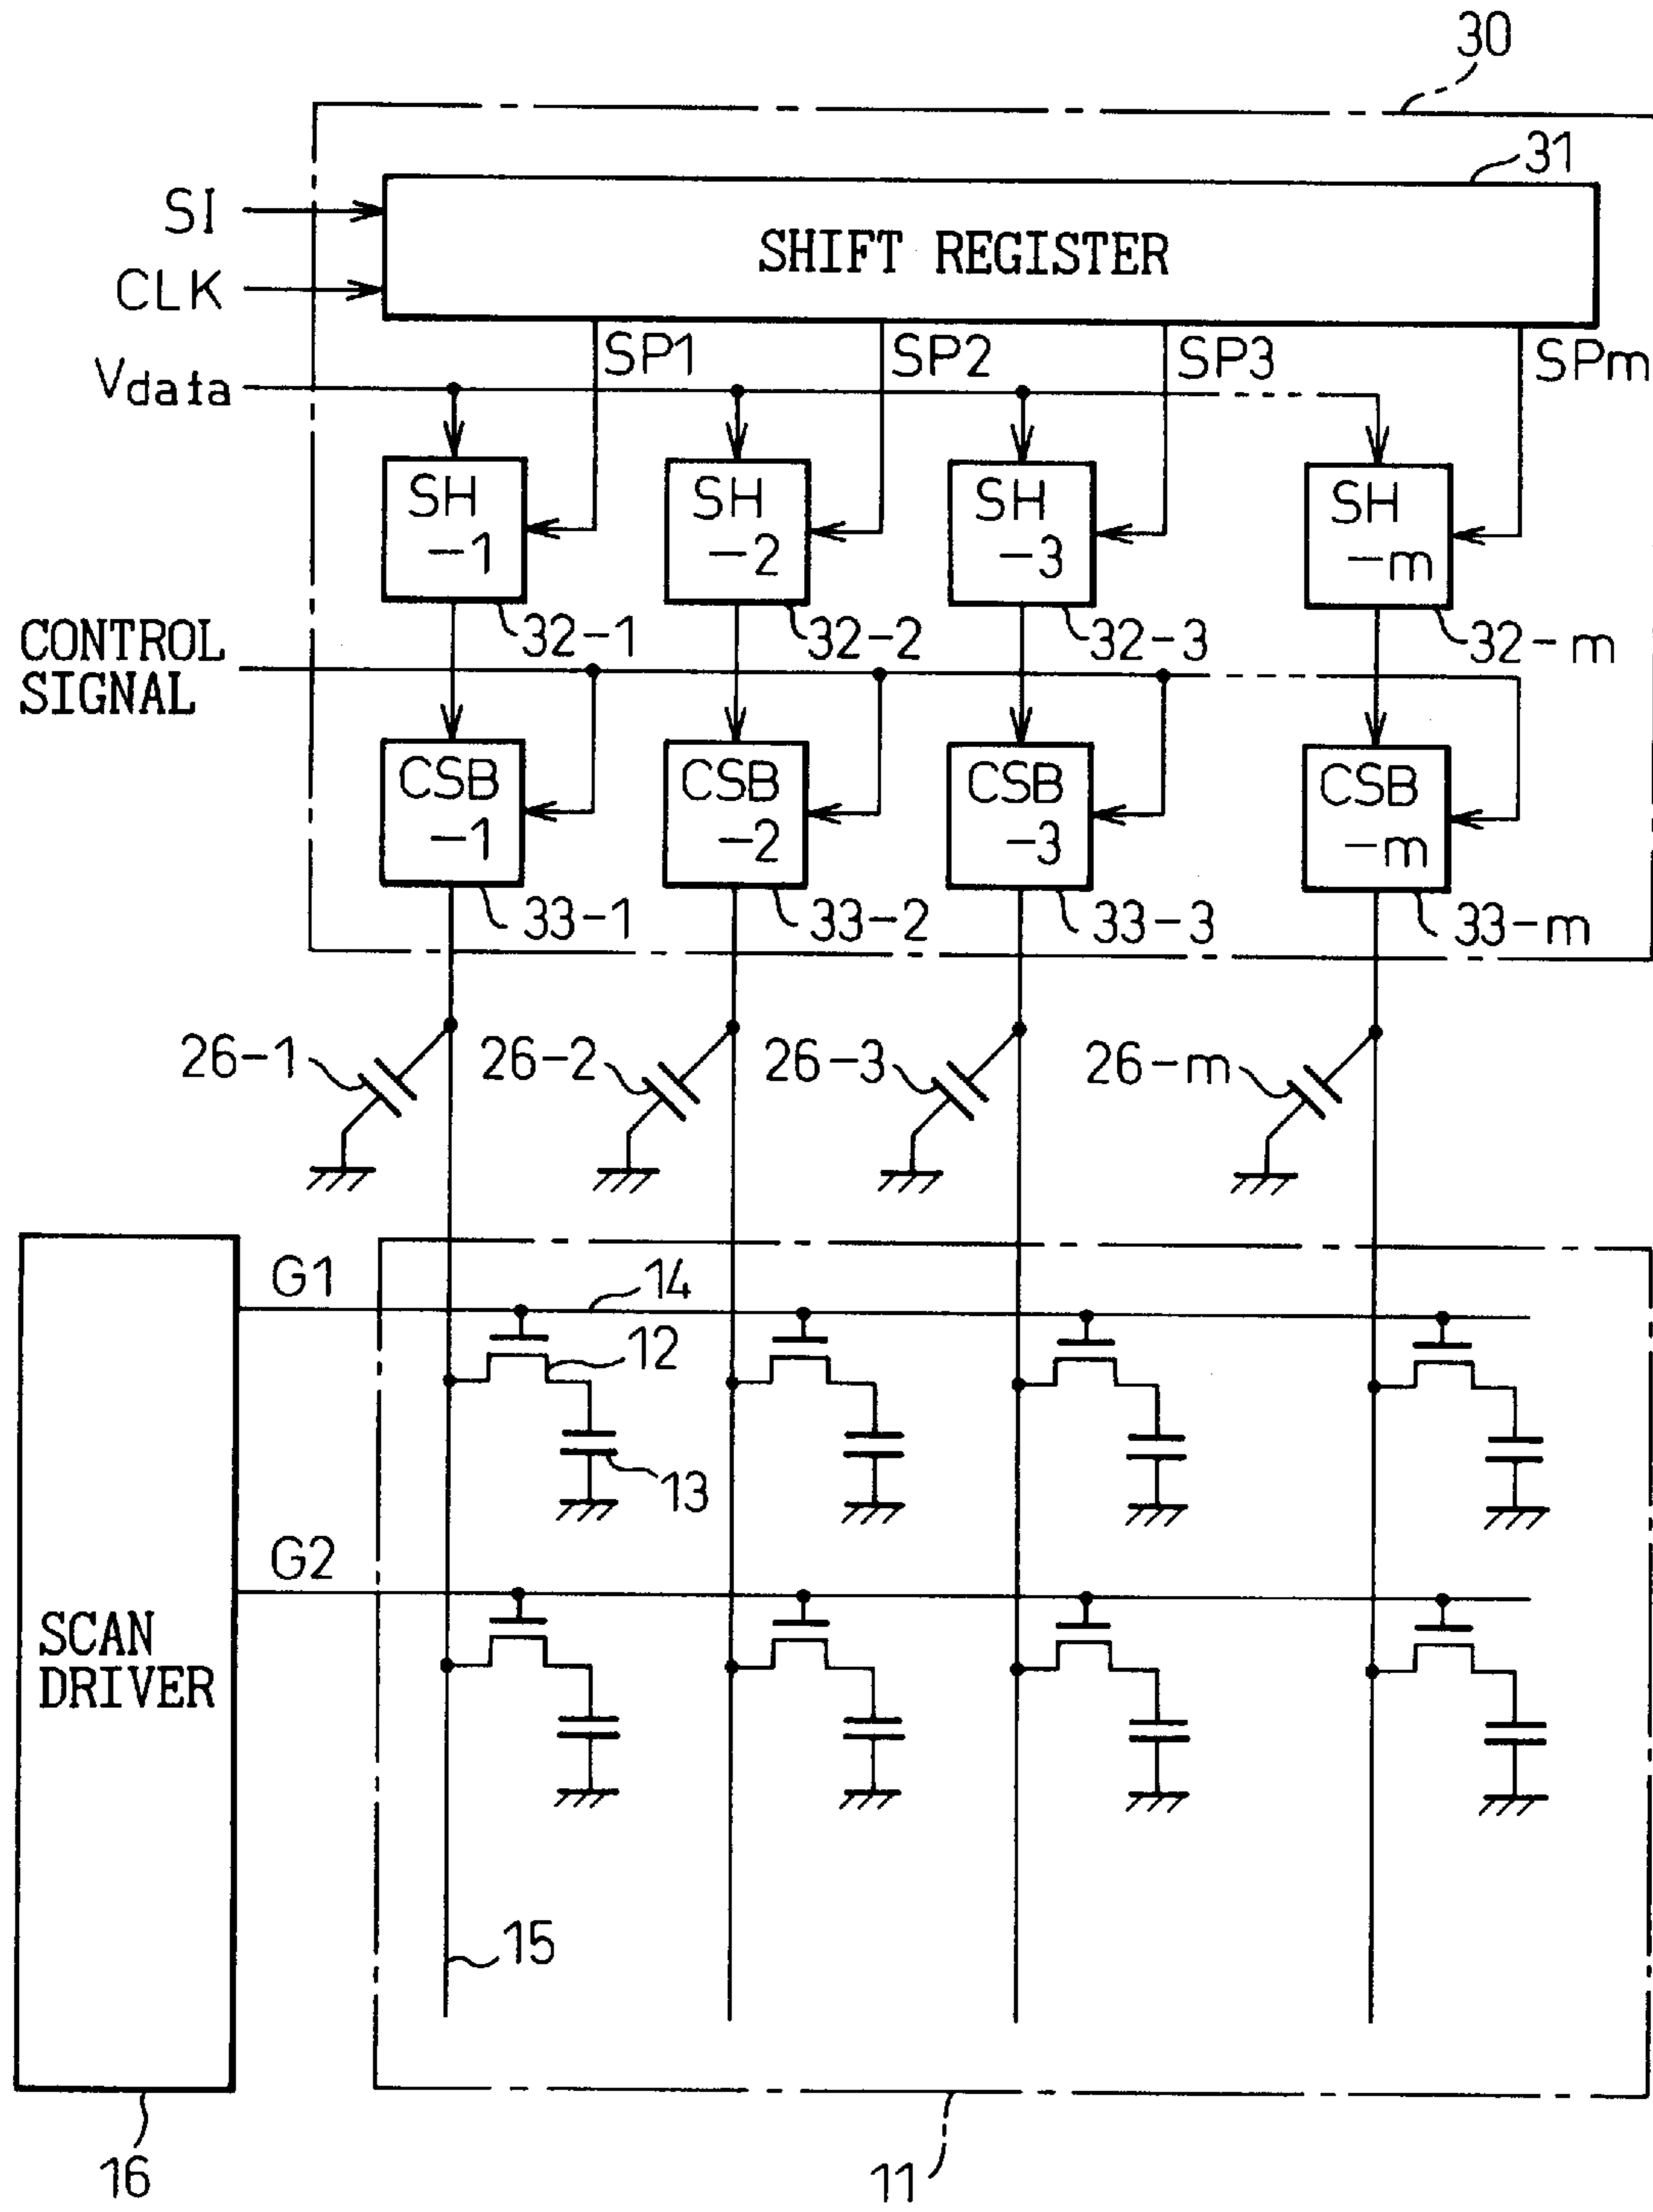 30
31
SI
SHIFT REGISTER
CLK
SP1
SP2
SP3
SPm
Vdata
SH
-1
SH
-2
SH
-3
SH
-m
32-1
32-2
32-3
32-m
CONTROL
SIGNAL
CSB
-1
CSB
-2
CSB
-3
CSB
-m
33-1
33-2
33-3
33-m
26-1
26-2
26-3
26-m
G1
14
12
13
G2
SCAN
DRIVER
15
16
11